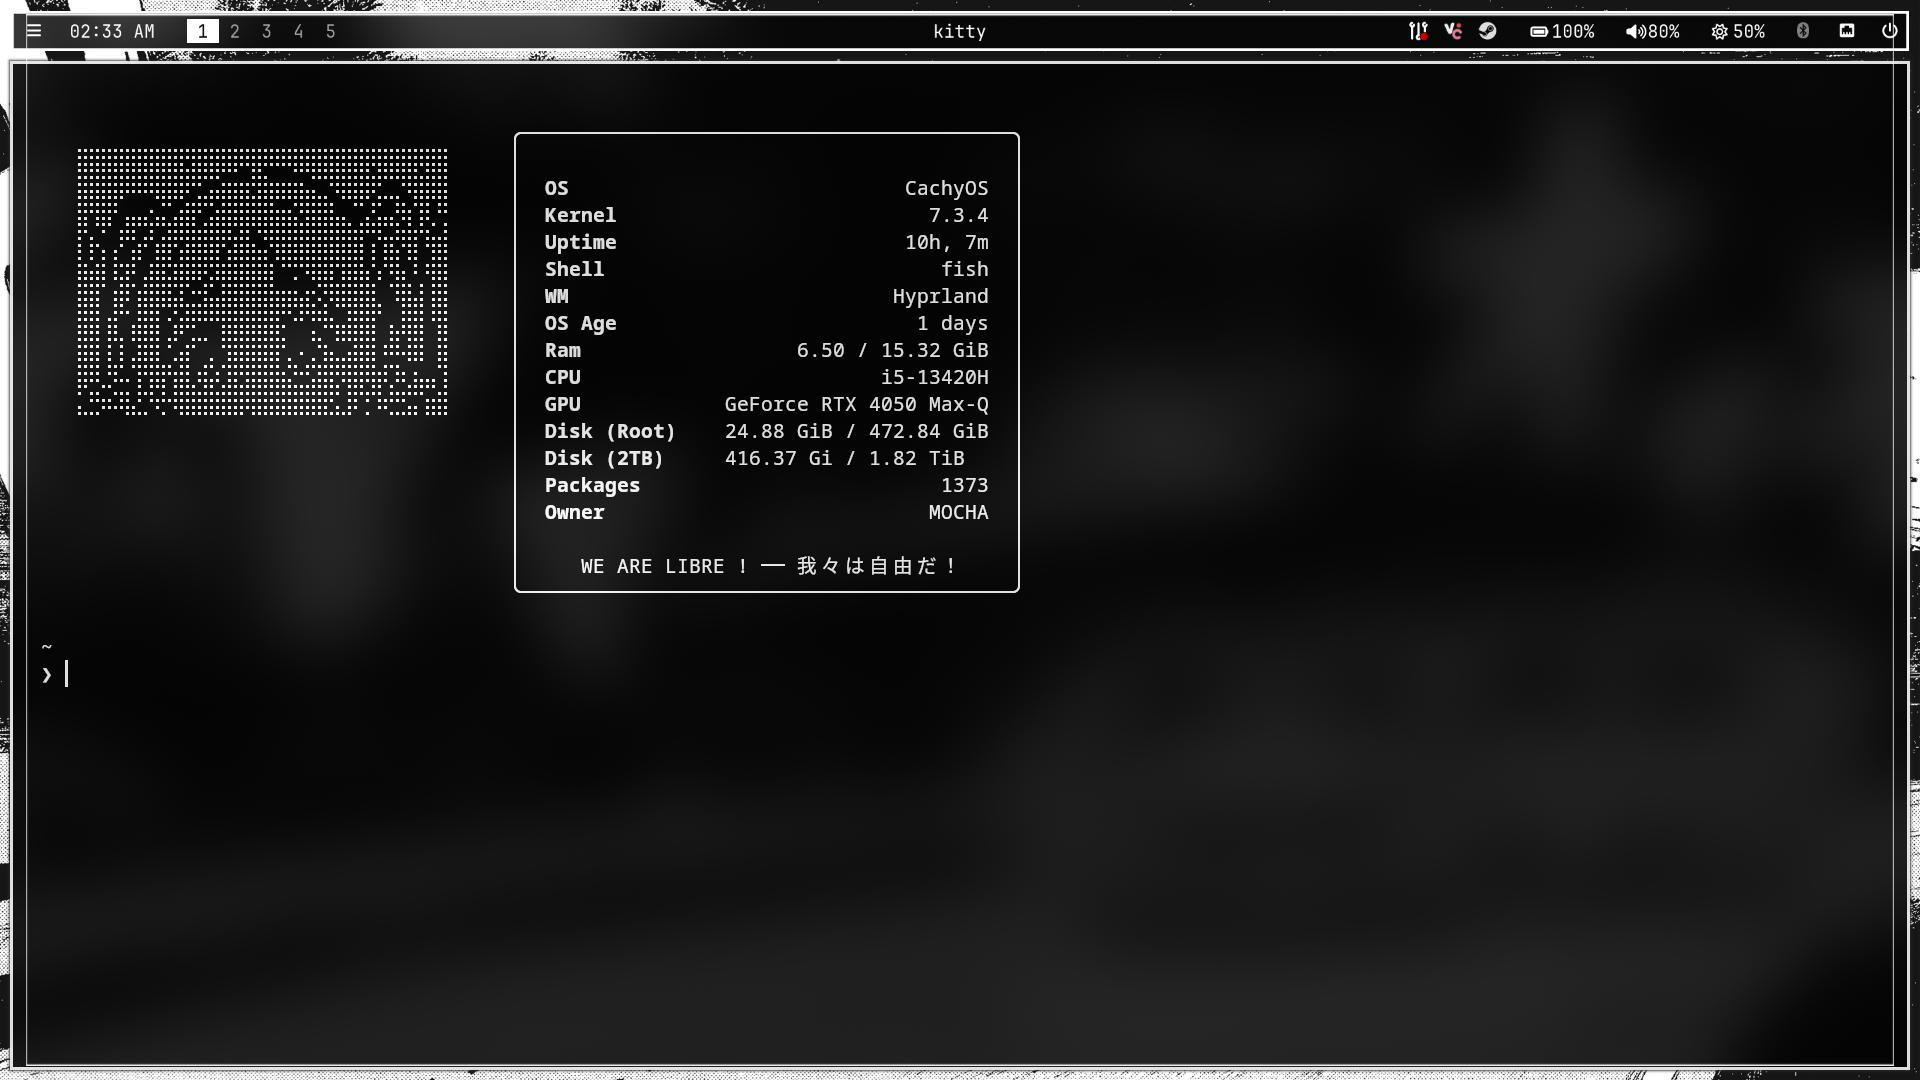 02:33 AM 1 2 3 4 5 kitty 100% 80% 50%
OS CachyOS
Kernel 7.3.4
Uptime 10h, 7m
Shell fish
WM Hyprland
OS Age 1 days
Ram 6.50 / 15.32 GiB
CPU i5-13420H
GPU GeForce RTX 4050 Max-Q
Disk (Root) 24.88 GiB / 472.84 GiB
Disk (2TB) 416.37 Gi / 1.82 TiB
Packages 1373
Owner MOCHA
WE ARE LIBRE ! — 我々は自由だ！
~
❯